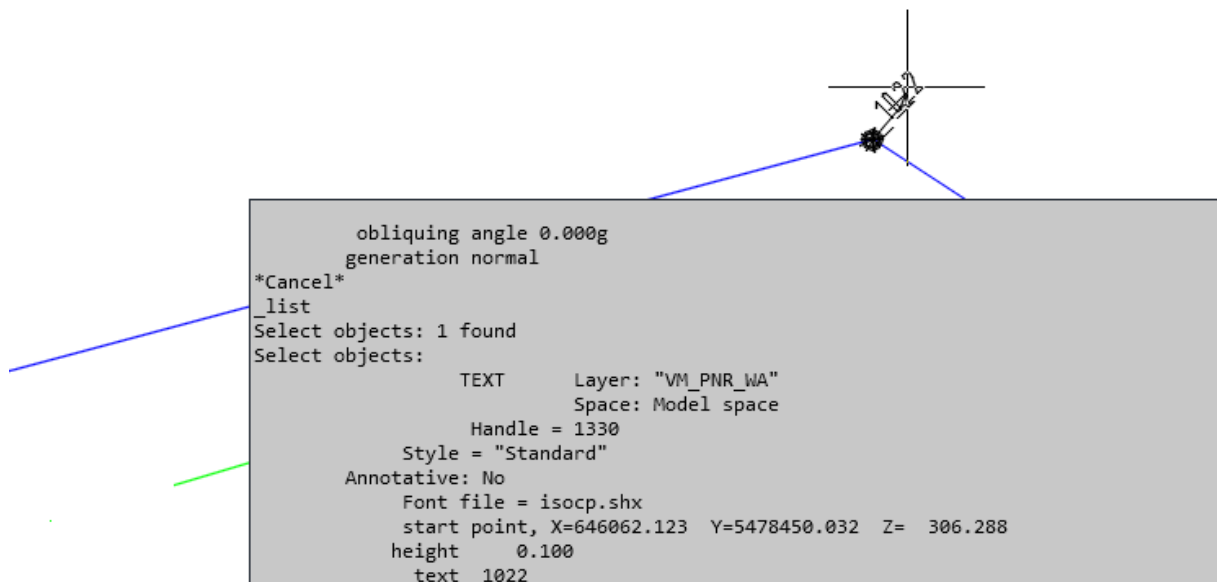 1022
obliquing angle 0.000g
generation normal
*Cancel*
_list
Select objects: 1 found
Select objects:
TEXT Layer: "VM_PNR_WA"
Space: Model space
Handle = 1330
Style = "Standard"
Annotative: No
Font file = isocp.shx
start point, X=646062.123 Y=5478450.032 Z= 306.288
height 0.100
text 1022